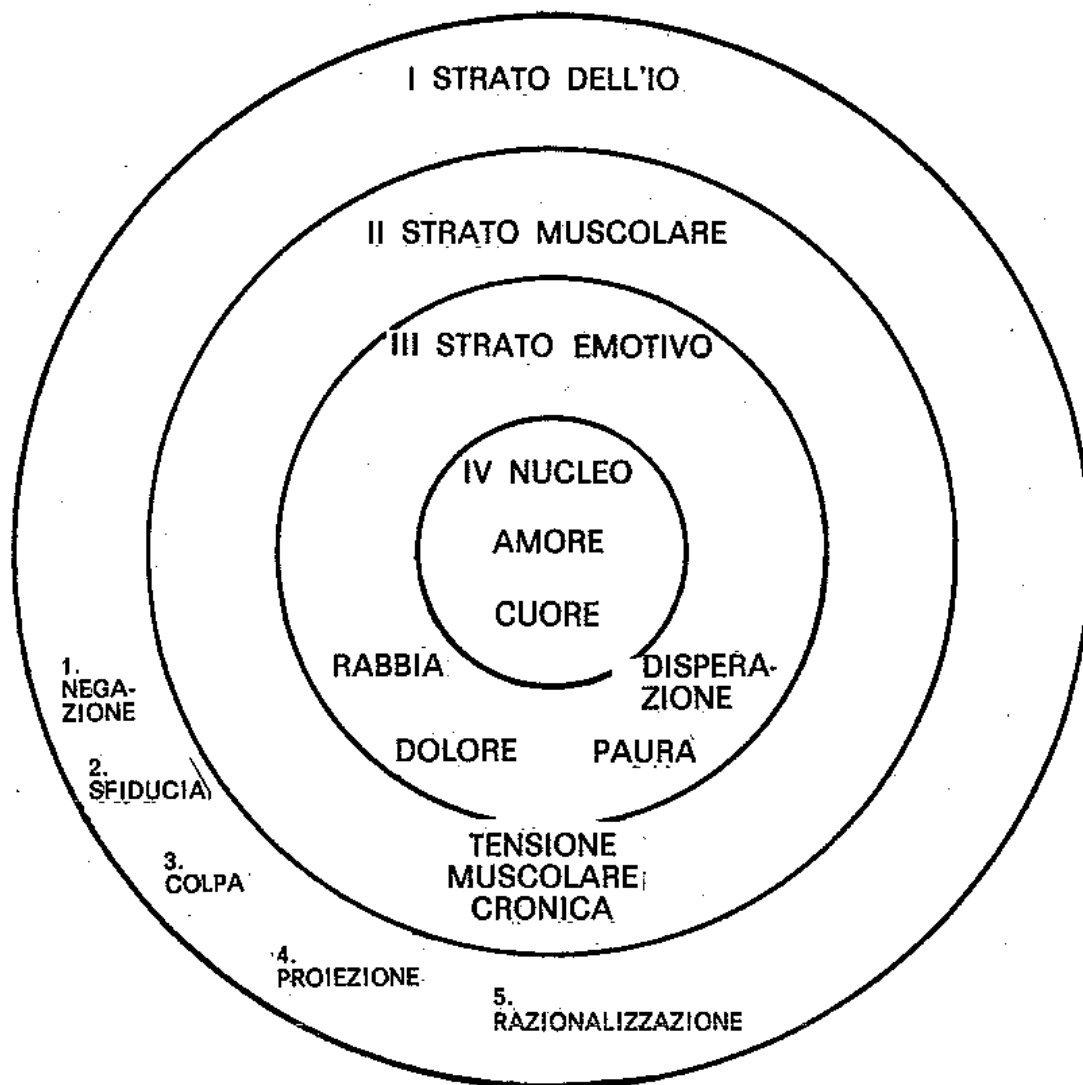 I STRATO DELL'IO
II STRATO MUSCOLARE
III STRATO EMOTIVO
IV NUCLEO
AMORE
CUORE
RABBIA
DISPERA-
ZIONE
DOLORE
PAURA
TENSIONE
MUSCOLARE
CRONICA
1.
NEGA-
ZIONE
2.
SFIDUCIA
3.
COLPA
4.
PROIEZIONE
5.
RAZIONALIZZAZIONE